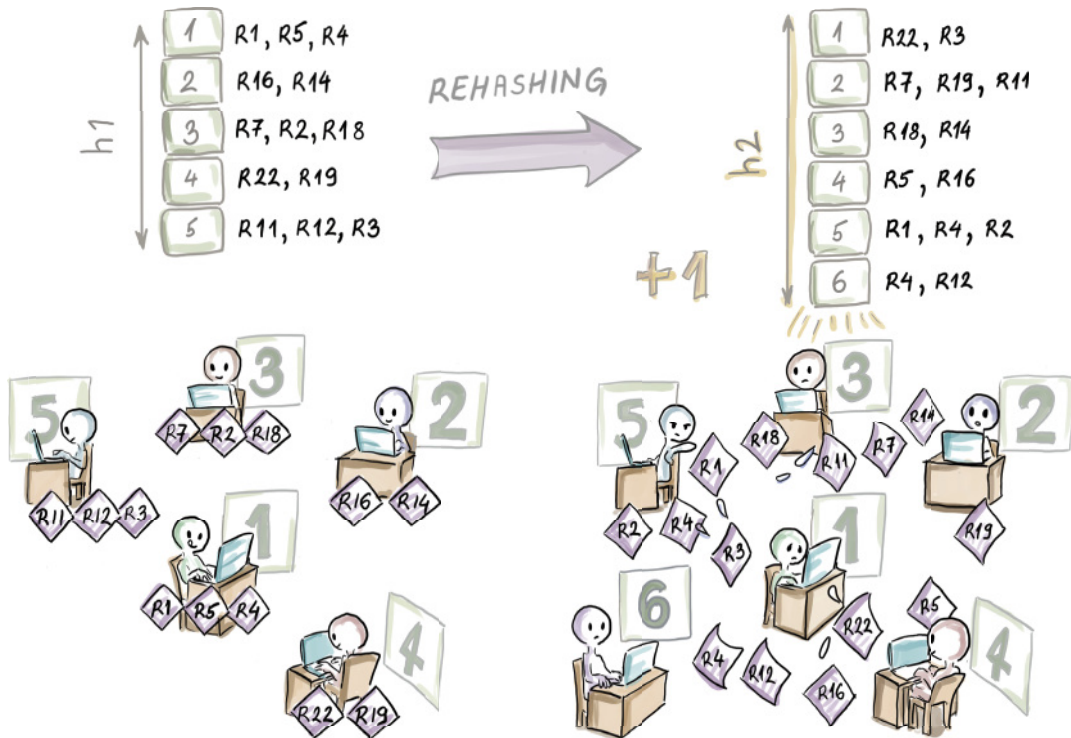 h1
1 R1, R5, R4
2 R16, R14
3 R7, R2, R18
4 R22, R19
5 R11, R12, R3
REHASHING
h2
1 R22, R3
2 R7, R19, R11
3 R18, R14
4 R5, R16
5 R1, R4, R2
6 R4, R12
+1
3
R7 R2 R18
5
R11 R12 R3
2
R16 R14
1
R1 R5 R4
4
R22 R19
3
5
2
R14
R18
R7
R1
R11
R2
R4
R19
R3
1
6
R5
R22
R4
R12
R16
4